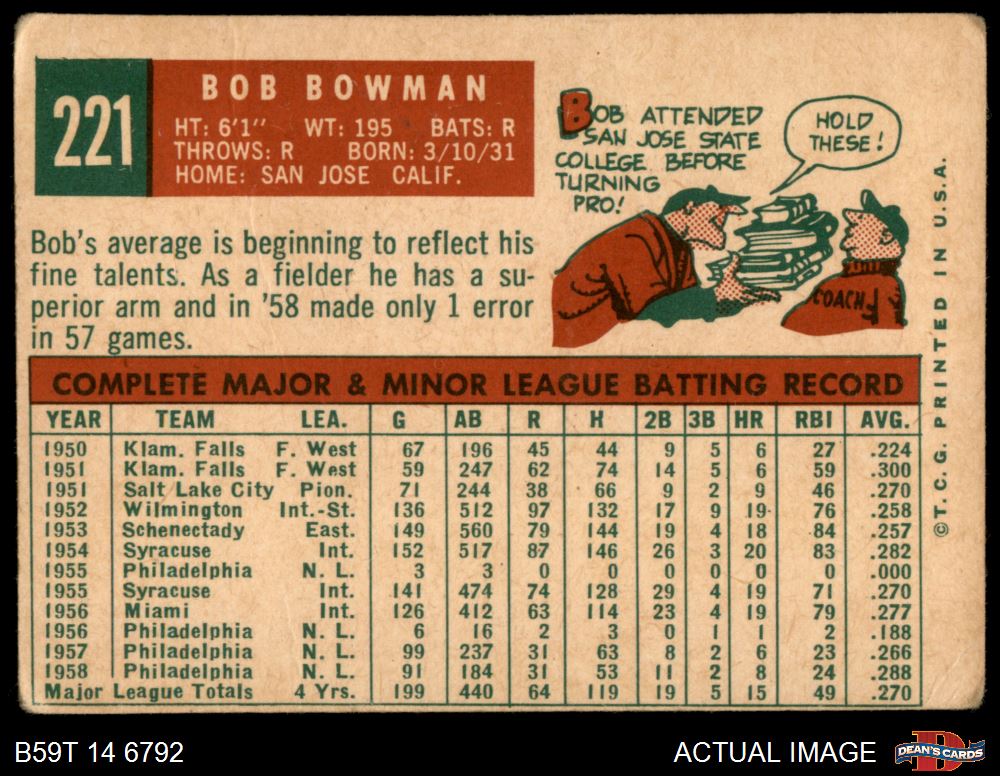 221
BOB BOWMAN
HT: 6'1" WT: 195 BATS: R
THROWS: R BORN: 3/10/31
HOME: SAN JOSE CALIF.
BOB ATTENDED
SAN JOSE STATE
COLLEGE BEFORE
TURNING
PRO!
HOLD
THESE!
COACH
Bob's average is beginning to reflect his
fine talents. As a fielder he has a su-
perior arm and in '58 made only 1 error
in 57 games.
COMPLETE MAJOR & MINOR LEAGUE BATTING RECORD
YEAR TEAM LEA. G AB R H 2B 3B HR RBI AVG.
1950 Klam. Falls F. West 67 196 45 44 9 5 6 27 .224
1951 Klam. Falls F. West 59 247 62 74 14 5 6 59 .300
1951 Salt Lake City Pion. 71 244 38 66 9 2 9 46 .270
1952 Wilmington Int.-St. 136 512 97 132 17 9 19 76 .258
1953 Schenectady East. 149 560 79 144 19 4 18 84 .257
1954 Syracuse Int. 152 517 87 146 26 3 20 83 .282
1955 Philadelphia N. L. 3 3 0 0 0 0 0 0 .000
1955 Syracuse Int. 141 474 74 128 29 4 19 71 .270
1956 Miami Int. 126 412 63 114 23 4 19 79 .277
1956 Philadelphia N. L. 6 16 2 3 0 1 1 2 .188
1957 Philadelphia N. L. 99 237 31 63 8 2 6 23 .266
1958 Philadelphia N. L. 91 184 31 53 11 2 8 24 .288
Major League Totals 4 Yrs. 199 440 64 119 19 5 15 49 .270
©T.C.G. PRINTED IN U.S.A.
B59T 14 6792
ACTUAL IMAGE
DEAN'S CARDS